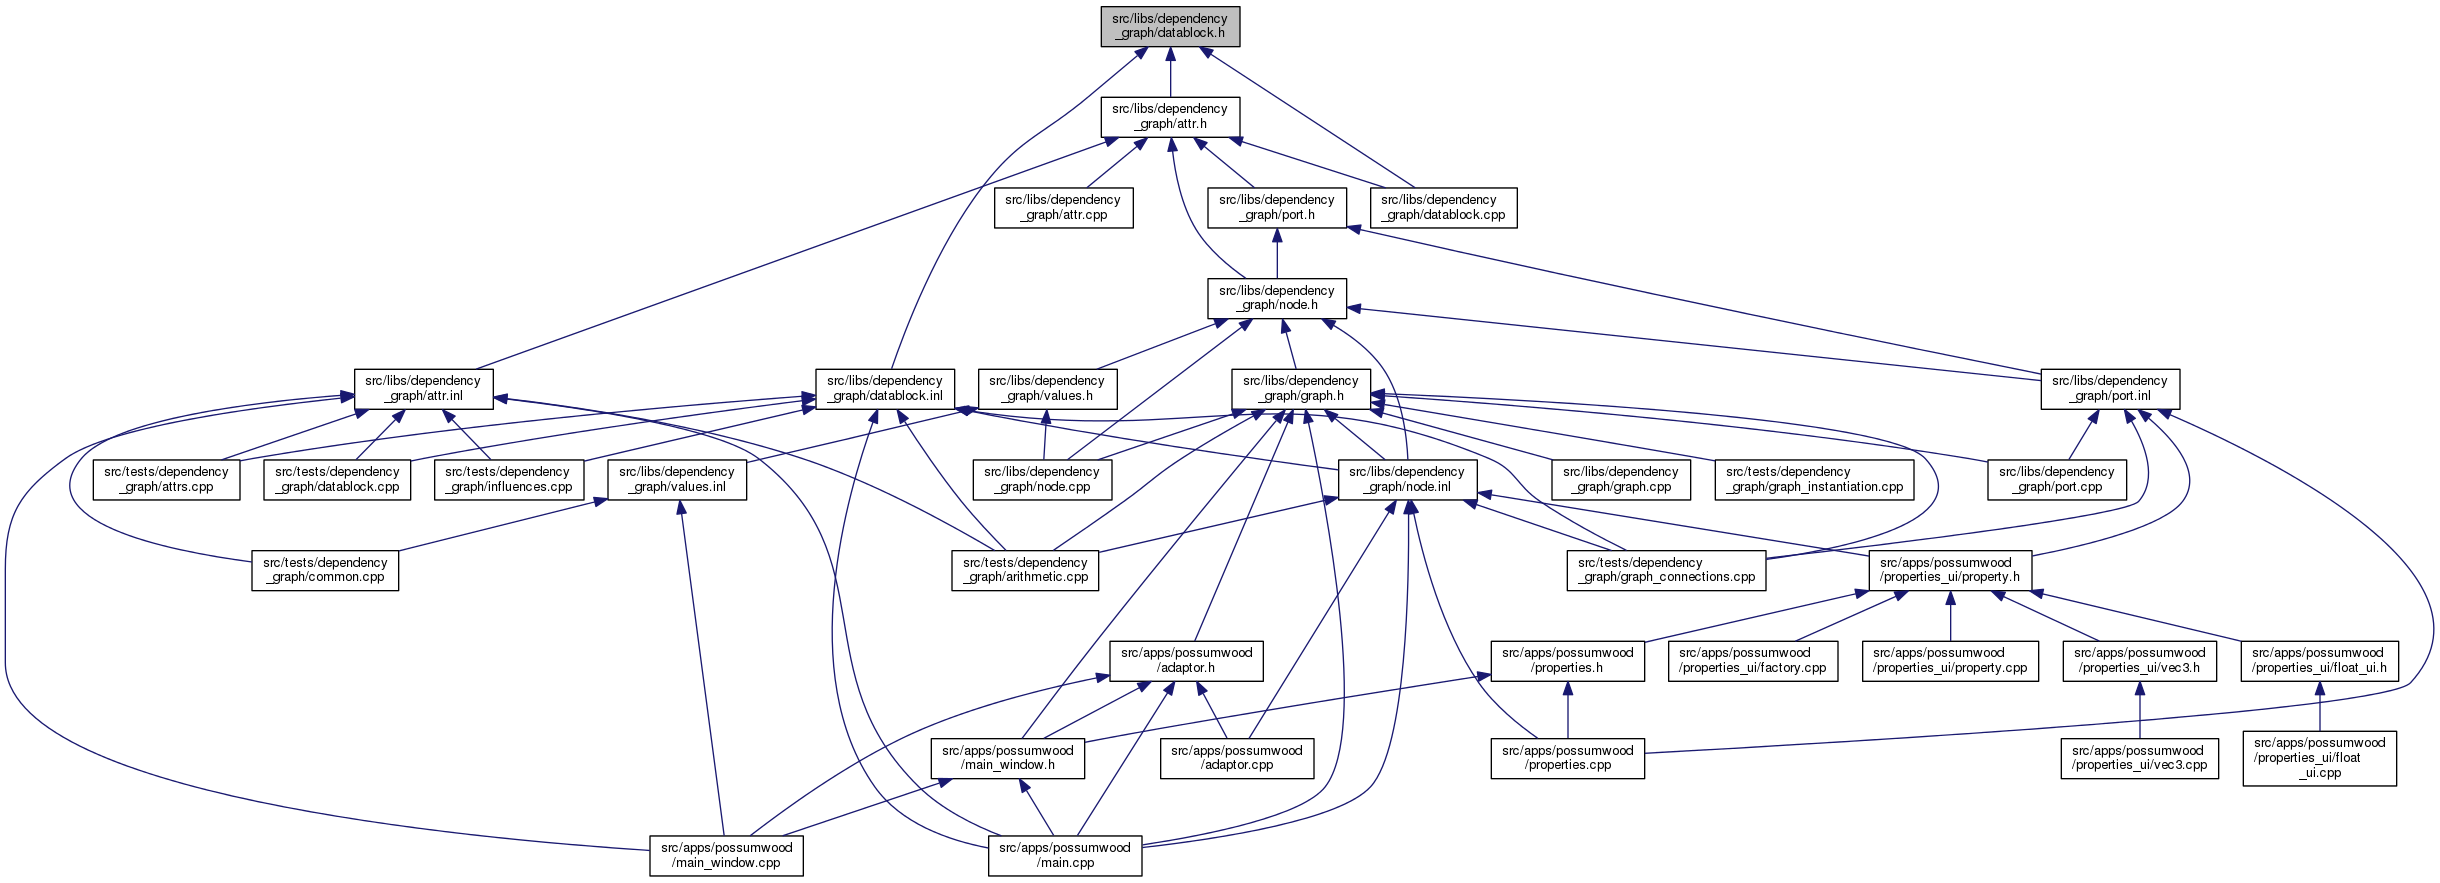 src/libs/dependency
_graph/datablock.h
src/libs/dependency
_graph/attr.h
src/libs/dependency
_graph/attr.cpp
src/libs/dependency
_graph/port.h
src/libs/dependency
_graph/datablock.cpp
src/libs/dependency
_graph/node.h
src/libs/dependency
_graph/attr.inl
src/libs/dependency
_graph/datablock.inl
src/libs/dependency
_graph/values.h
src/libs/dependency
_graph/graph.h
src/libs/dependency
_graph/port.inl
src/tests/dependency
_graph/attrs.cpp
src/tests/dependency
_graph/datablock.cpp
src/tests/dependency
_graph/influences.cpp
src/libs/dependency
_graph/values.inl
src/libs/dependency
_graph/node.cpp
src/libs/dependency
_graph/node.inl
src/libs/dependency
_graph/graph.cpp
src/tests/dependency
_graph/graph_instantiation.cpp
src/libs/dependency
_graph/port.cpp
src/tests/dependency
_graph/common.cpp
src/tests/dependency
_graph/arithmetic.cpp
src/tests/dependency
_graph/graph_connections.cpp
src/apps/possumwood
/properties_ui/property.h
src/apps/possumwood
/adaptor.h
src/apps/possumwood
/properties.h
src/apps/possumwood
/properties_ui/factory.cpp
src/apps/possumwood
/properties_ui/property.cpp
src/apps/possumwood
/properties_ui/vec3.h
src/apps/possumwood
/properties_ui/float_ui.h
src/apps/possumwood
/main_window.h
src/apps/possumwood
/adaptor.cpp
src/apps/possumwood
/properties.cpp
src/apps/possumwood
/properties_ui/vec3.cpp
src/apps/possumwood
/properties_ui/float
_ui.cpp
src/apps/possumwood
/main_window.cpp
src/apps/possumwood
/main.cpp